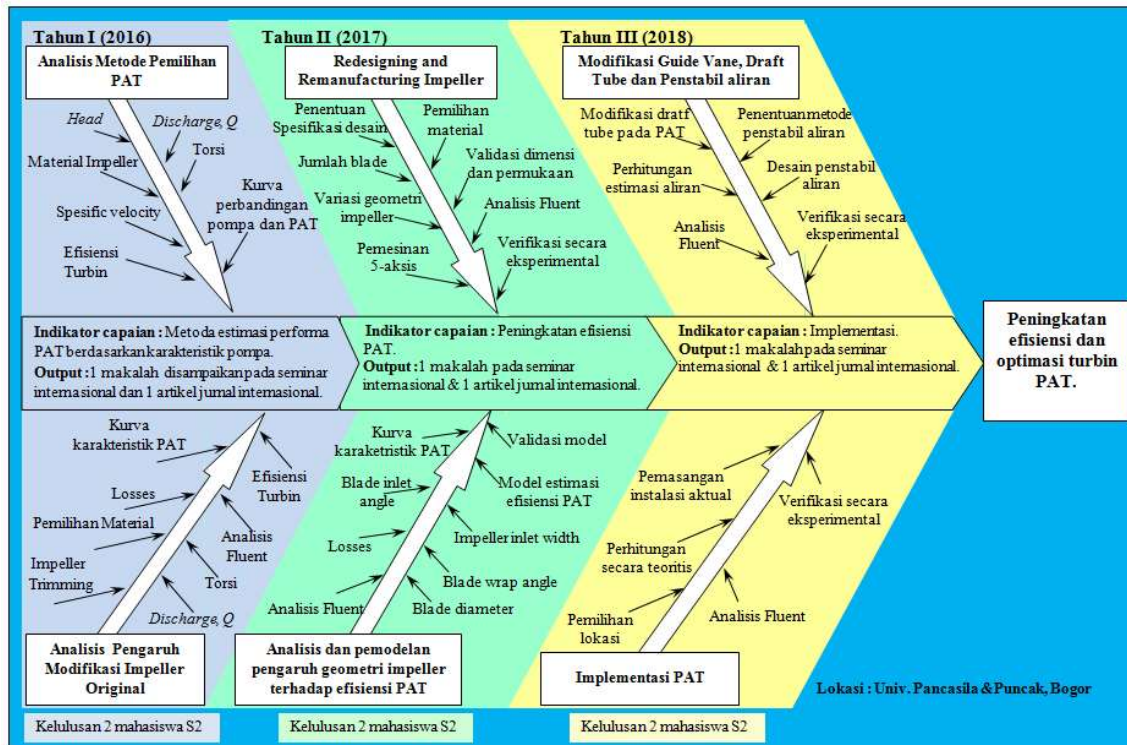 Tahun I (2016)
Analisis Metode Pemilihan
PAT
Head
Discharge, Q
Material Impeller
Torsi
Spesific velocity
Kurva
perbandingan
pompa dan PAT
Efisiensi
Turbin
Tahun II (2017)
Redesigning and
Remanufacturing Impeller
Penentuan
Spesifikasi desain
Pemilihan
material
Jumlah blade
Validasi dimensi
dan permukaan
Variasi geometri
impeller
Analisis Fluent
Pemesinan
5-aksis
Verifikasi secara
eksperimental
Tahun III (2018)
Modifikasi Guide Vane, Draft
Tube dan Penstabil aliran
Modifikasi dratf
tube pada PAT
Penentuan metode
penstabil aliran
Perhitungan
estimasi aliran
Desain penstabil
aliran
Analisis
Fluent
Verifikasi secara
eksperimental
Indikator capaian : Metoda estimasi performa
PAT berdasarkan karakteristik pompa.
Output :1 makalah disampaikan pada seminar
internasional dan 1 artikel jurnal internasional.
Indikator capaian : Peningkatan efisiensi
PAT.
Output :1 makalah pada seminar
internasional & 1 artikel jurnal internasional.
Indikator capaian : Implementasi.
Output :1 makalah pada seminar
internasional & 1 artikel jurnal internasional.
Peningkatan
efisiensi dan
optimasi turbin
PAT.
Kurva
karakteristik PAT
Efisiensi
Turbin
Losses
Pemilihan Material
Analisis
Fluent
Impeller
Trimming
Torsi
Discharge, Q
Analisis Pengaruh
Modifikasi Impeller
Original
Kurva
karaketristik PAT
Validasi model
Blade inlet
angle
Model estimasi
efisiensi PAT
Losses
Impeller inlet width
Blade wrap angle
Analisis Fluent
Blade diameter
Analisis dan pemodelan
pengaruh geometri impeller
terhadap efisiensi PAT
Pemasangan
instalasi aktual
Verifikasi secara
eksperimental
Perhitungan
secara teoritis
Analisis Fluent
Pemilihan
lokasi
Implementasi PAT
Lokasi : Univ. Pancasila &Puncak, Bogor
Kelulusan 2 mahasiswa S2
Kelulusan 2 mahasiswa S2
Kelulusan 2 mahasiswa S2